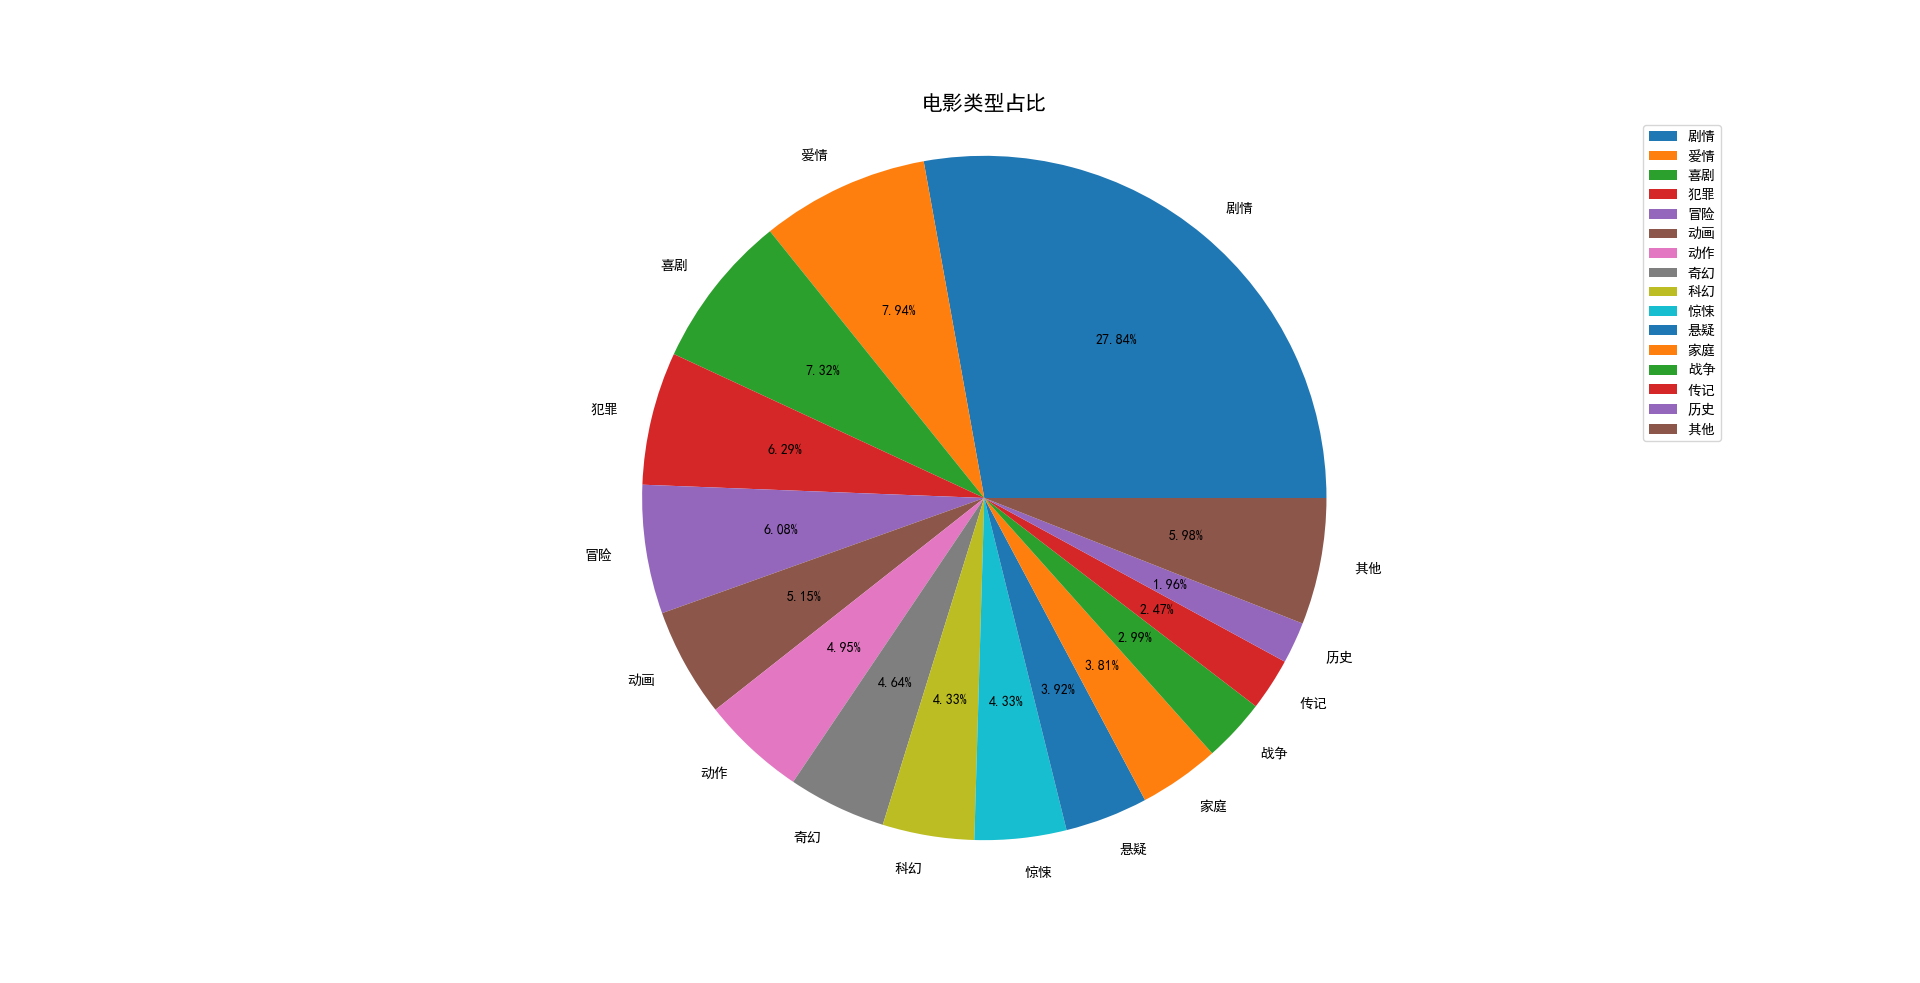 电影类型占比
剧情
27.84%
爱情
7.94%
喜剧
7.32%
犯罪
6.29%
冒险
6.08%
动画
5.15%
动作
4.95%
奇幻
4.64%
科幻
4.33%
惊悚
4.33%
悬疑
3.92%
家庭
3.81%
战争
2.99%
传记
2.47%
历史
1.96%
其他
5.98%
剧情
爱情
喜剧
犯罪
冒险
动画
动作
奇幻
科幻
惊悚
悬疑
家庭
战争
传记
历史
其他